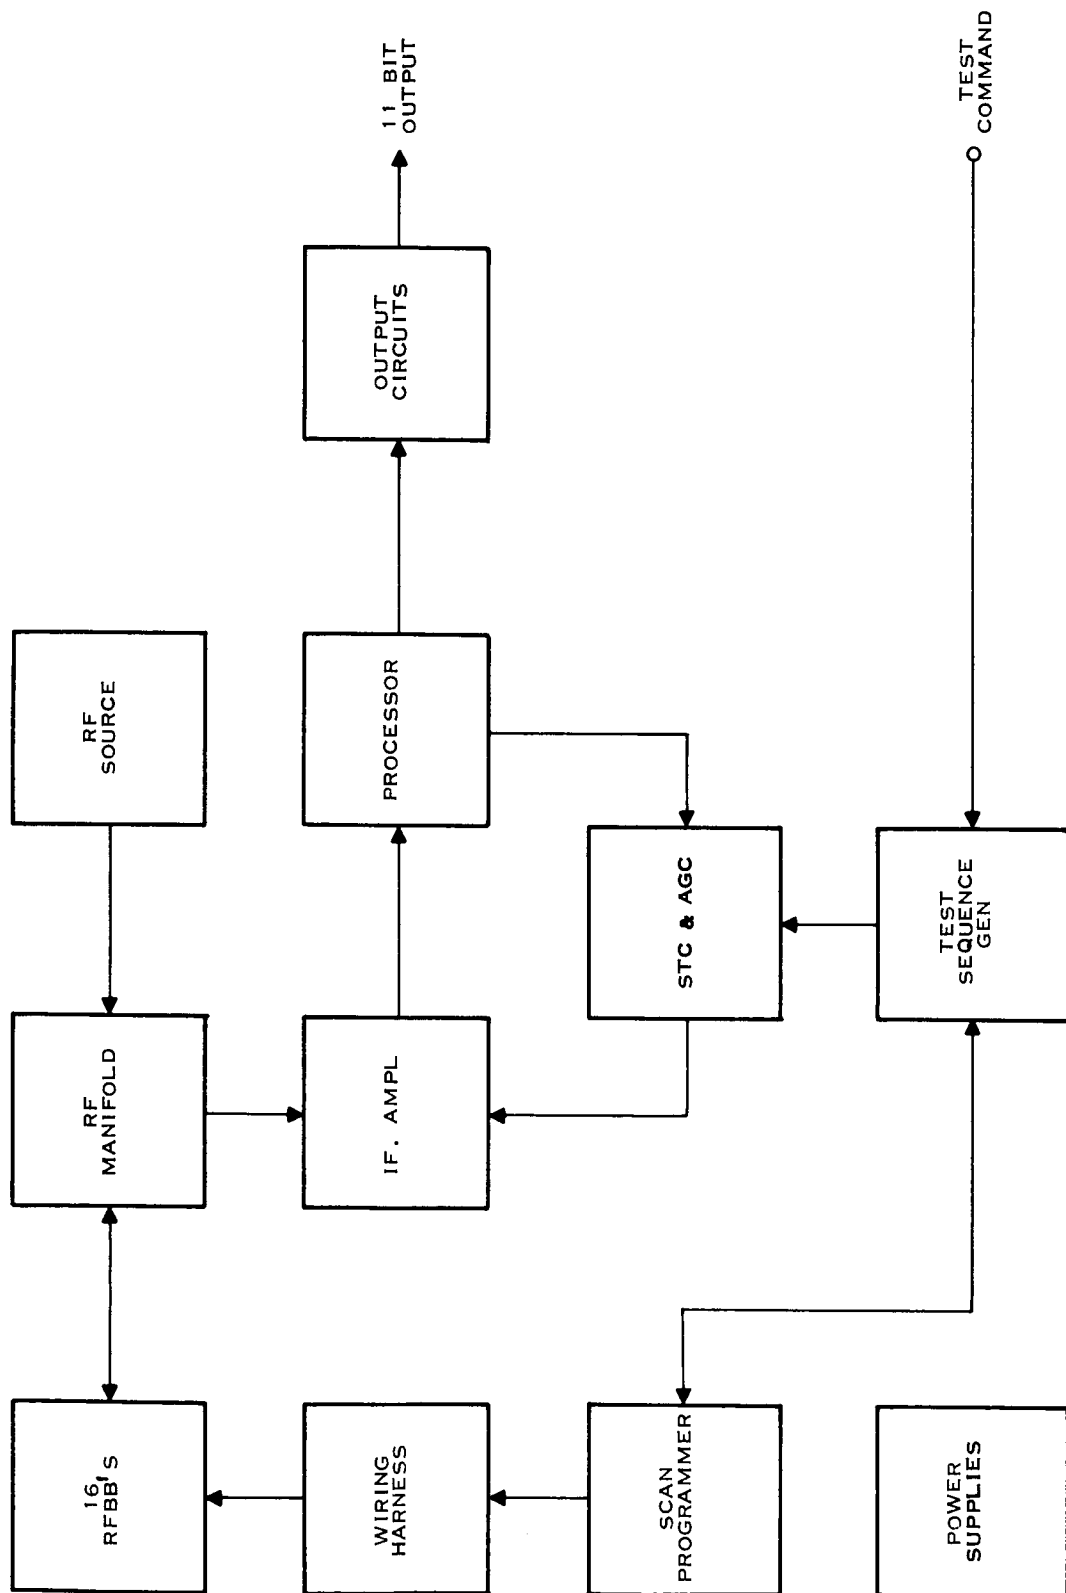 16
RFBB'S
RF
MANIFOLD
RF
SOURCE
WIRING
HARNESS
IF. AMPL
PROCESSOR
OUTPUT
CIRCUITS
11 BIT
OUTPUT
SCAN
PROGRAMMER
STC & AGC
POWER
SUPPLIES
TEST
SEQUENCE
GEN
TEST
COMMAND